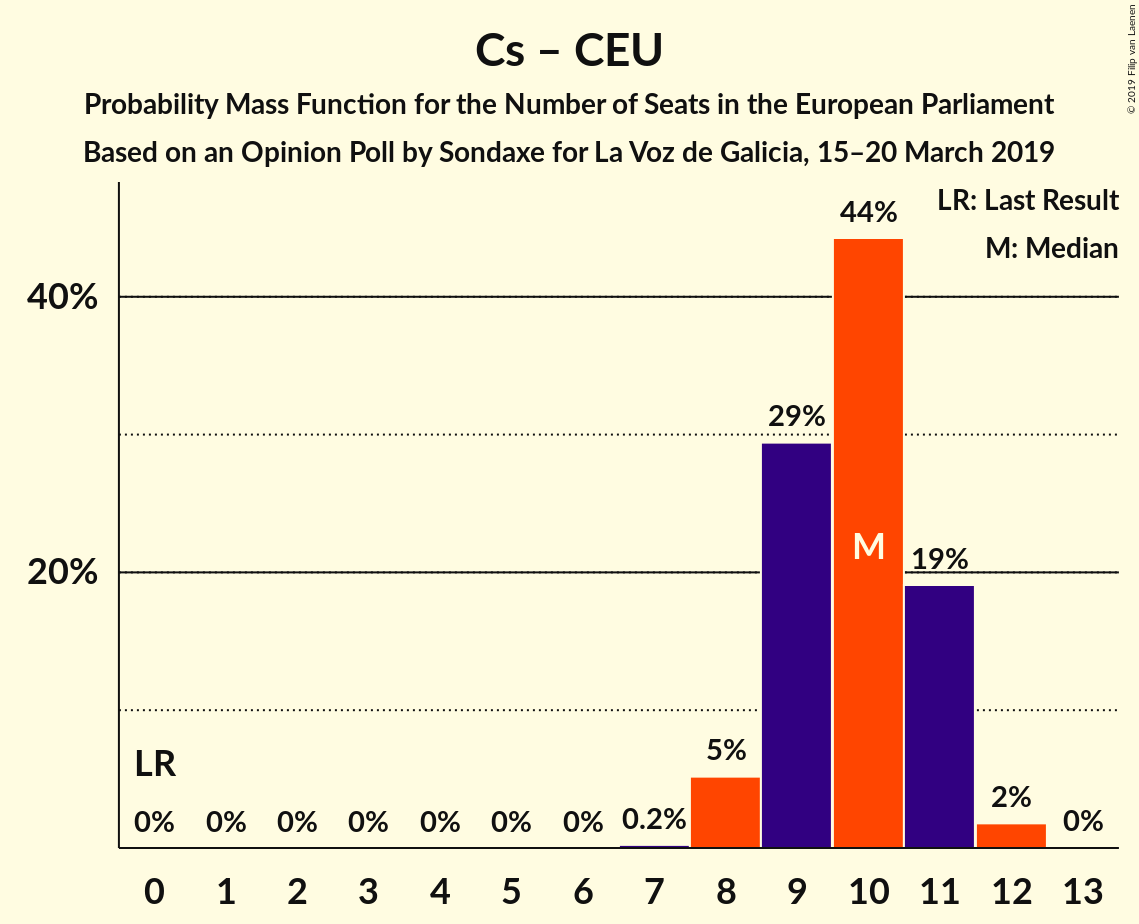 Cs – CEU
Probability Mass Function for the Number of Seats in the European Parliament
Based on an Opinion Poll by Sondaxe for La Voz de Galicia, 15–20 March 2019
© 2019 Filip van Laenen
LR: Last Result
M: Median
44%
40%
29%
M
20%
19%
LR
5%
0% 0% 0% 0% 0% 0% 0% 0.2% 2% 0%
0 1 2 3 4 5 6 7 8 9 10 11 12 13